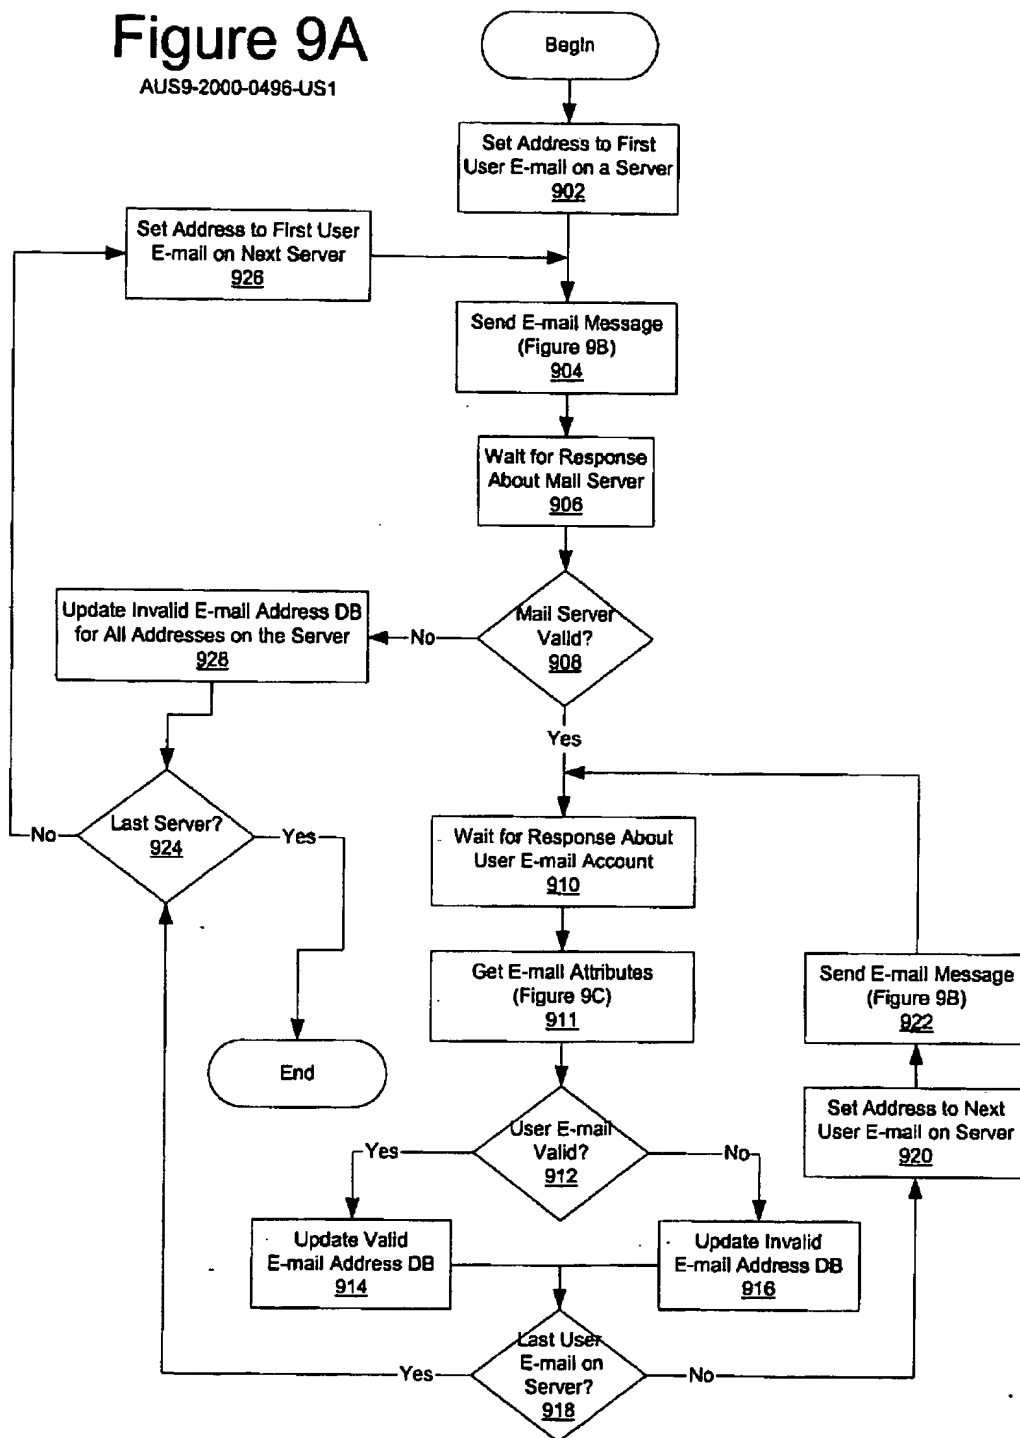 Figure 9A
AUS9-2000-0496-US1
Begin
Set Address to First
User E-mail on a Server
902
Set Address to First User
E-mail on Next Server
926
Send E-mail Message
(Figure 9B)
904
Wait for Response
About Mail Server
906
Update Invalid E-mail Address DB
for All Addresses on the Server
928
No
Mail Server
Valid?
908
Yes
No
Last Server?
924
Yes
Wait for Response About
User E-mail Account
910
Get E-mail Attributes
(Figure 9C)
911
Send E-mail Message
(Figure 9B)
922
End
Set Address to Next
User E-mail on Server
920
Yes
User E-mail
Valid?
912
No
Update Valid
E-mail Address DB
914
Update Invalid
E-mail Address DB
916
Yes
Last User
E-mail on
Server?
918
No